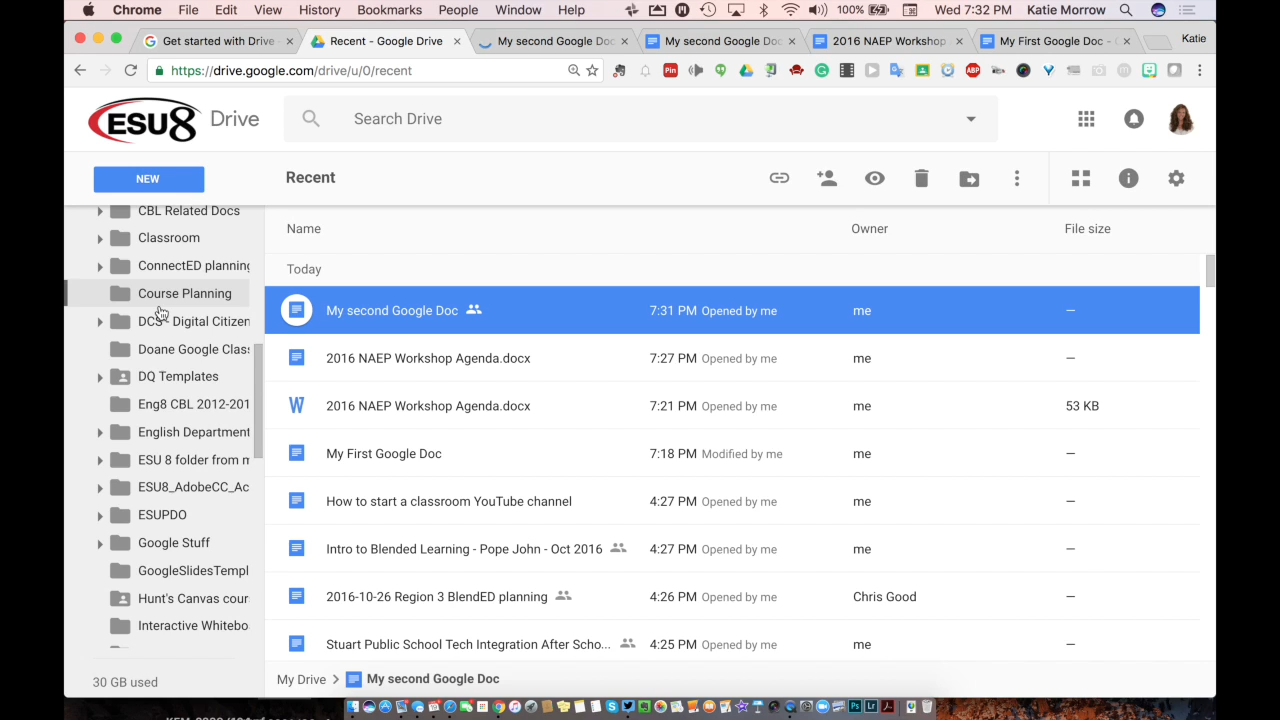 Chrome File Edit View History Bookmarks People Window Help 100% Wed 7:32 PM Katie Morrow
Get started with Drive - Recent - Google Drive My second Google Doc My second Google Doc 2016 NAEP Workshop My First Google Doc - G Katie
https://drive.google.com/drive/u/0/recent Pin ABP
ESU8 Drive Search Drive
NEW Recent
CBL Related Docs
Classroom
ConnectED planning
Course Planning
DCS - Digital Citizen
Doane Google Class
DQ Templates
Eng8 CBL 2012-201
English Department
ESU 8 folder from m
ESU8_AdobeCC_Ac
ESUPDO
Google Stuff
GoogleSlidesTempl
Hunt's Canvas cour
Interactive Whitebo
30 GB used
Name Owner File size
Today
My second Google Doc 7:31 PM Opened by me me —
2016 NAEP Workshop Agenda.docx 7:27 PM Opened by me me —
W 2016 NAEP Workshop Agenda.docx 7:21 PM Opened by me me 53 KB
My First Google Doc 7:18 PM Modified by me me —
How to start a classroom YouTube channel 4:27 PM Opened by me me —
Intro to Blended Learning - Pope John - Oct 2016 4:27 PM Opened by me me —
2016-10-26 Region 3 BlendED planning 4:26 PM Opened by me Chris Good —
Stuart Public School Tech Integration After Scho... 4:25 PM Opened by me me —
My Drive > My second Google Doc
Ps Lr